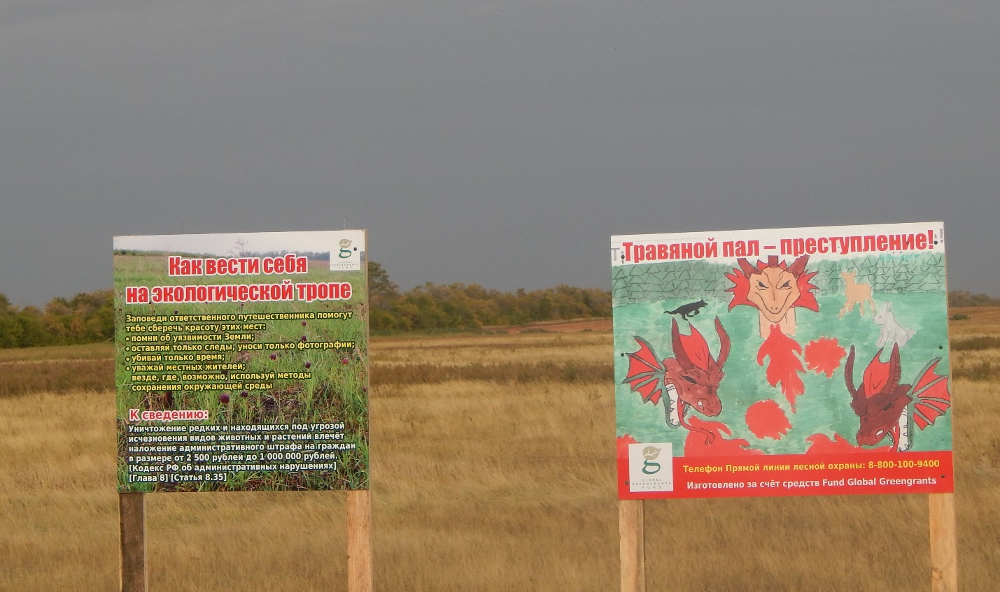 Как вести себя
на экологической тропе
Заповеди ответственного путешественника помогут
тебе сберечь красоту этих мест:
• помни об уязвимости Земли;
• оставляй только следы, уноси только фотографии;
• убивай только время;
• уважай местных жителей;
везде, где, возможно, используй методы
сохранения окружающей среды
К сведению:
Уничтожение редких и находящихся под угрозой
исчезновения видов животных и растений влечёт
наложение административного штрафа на граждан
в размере от 2 500 рублей до 1 000 000 рублей.
[Кодекс РФ об административных нарушениях]
[Глава 8] [Статья 8.35]
g
GLOBAL
GREENGRANTS
FUND
Травяной пал – преступление!
Телефон Прямой линии лесной охраны: 8-800-100-9400
Изготовлено за счёт средств Fund Global Greengrants
g
GLOBAL
GREENGRANTS
FUND